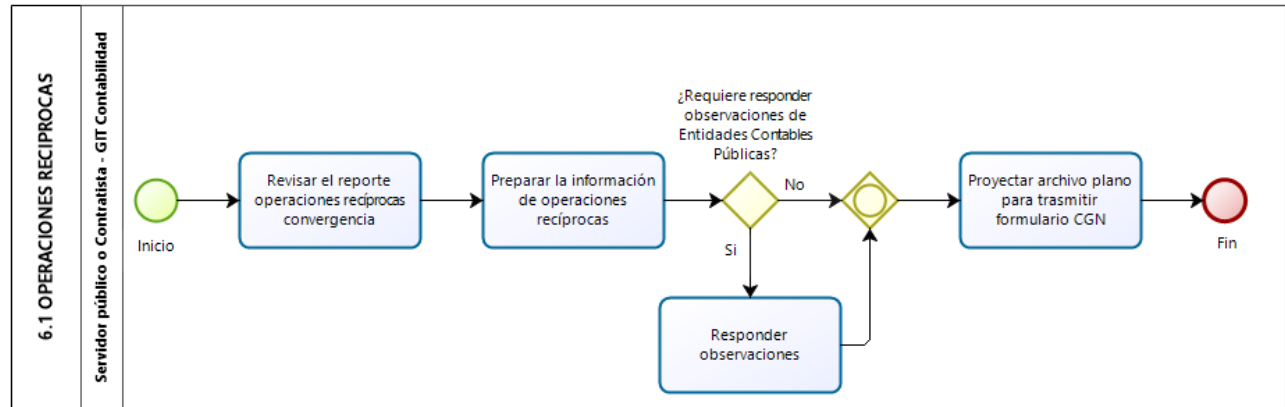 6.1 OPERACIONES RECIPROCAS
Servidor público o Contratista - GIT Contabilidad
Inicio
Revisar el reporte
operaciones recíprocas
convergencia
Preparar la información
de operaciones
recíprocas
¿Requiere responder
observaciones de
Entidades Contables
Públicas?
No
Si
Responder
observaciones
Proyectar archivo plano
para trasmitir
formulario CGN
Fin